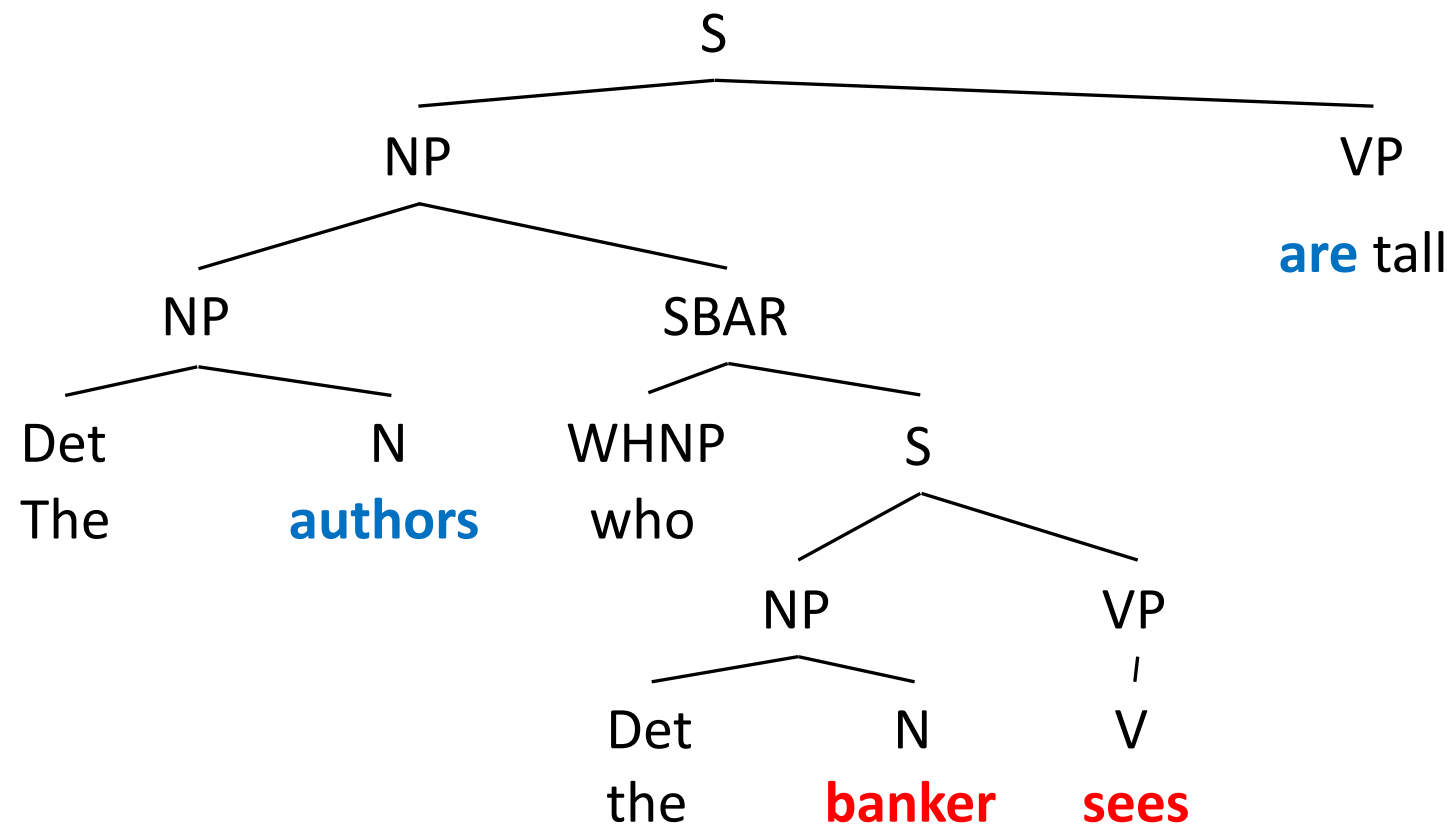 S
NP VP
are tall
NP SBAR
Det N WHNP S
The authors who
NP VP
Det N V
the banker sees